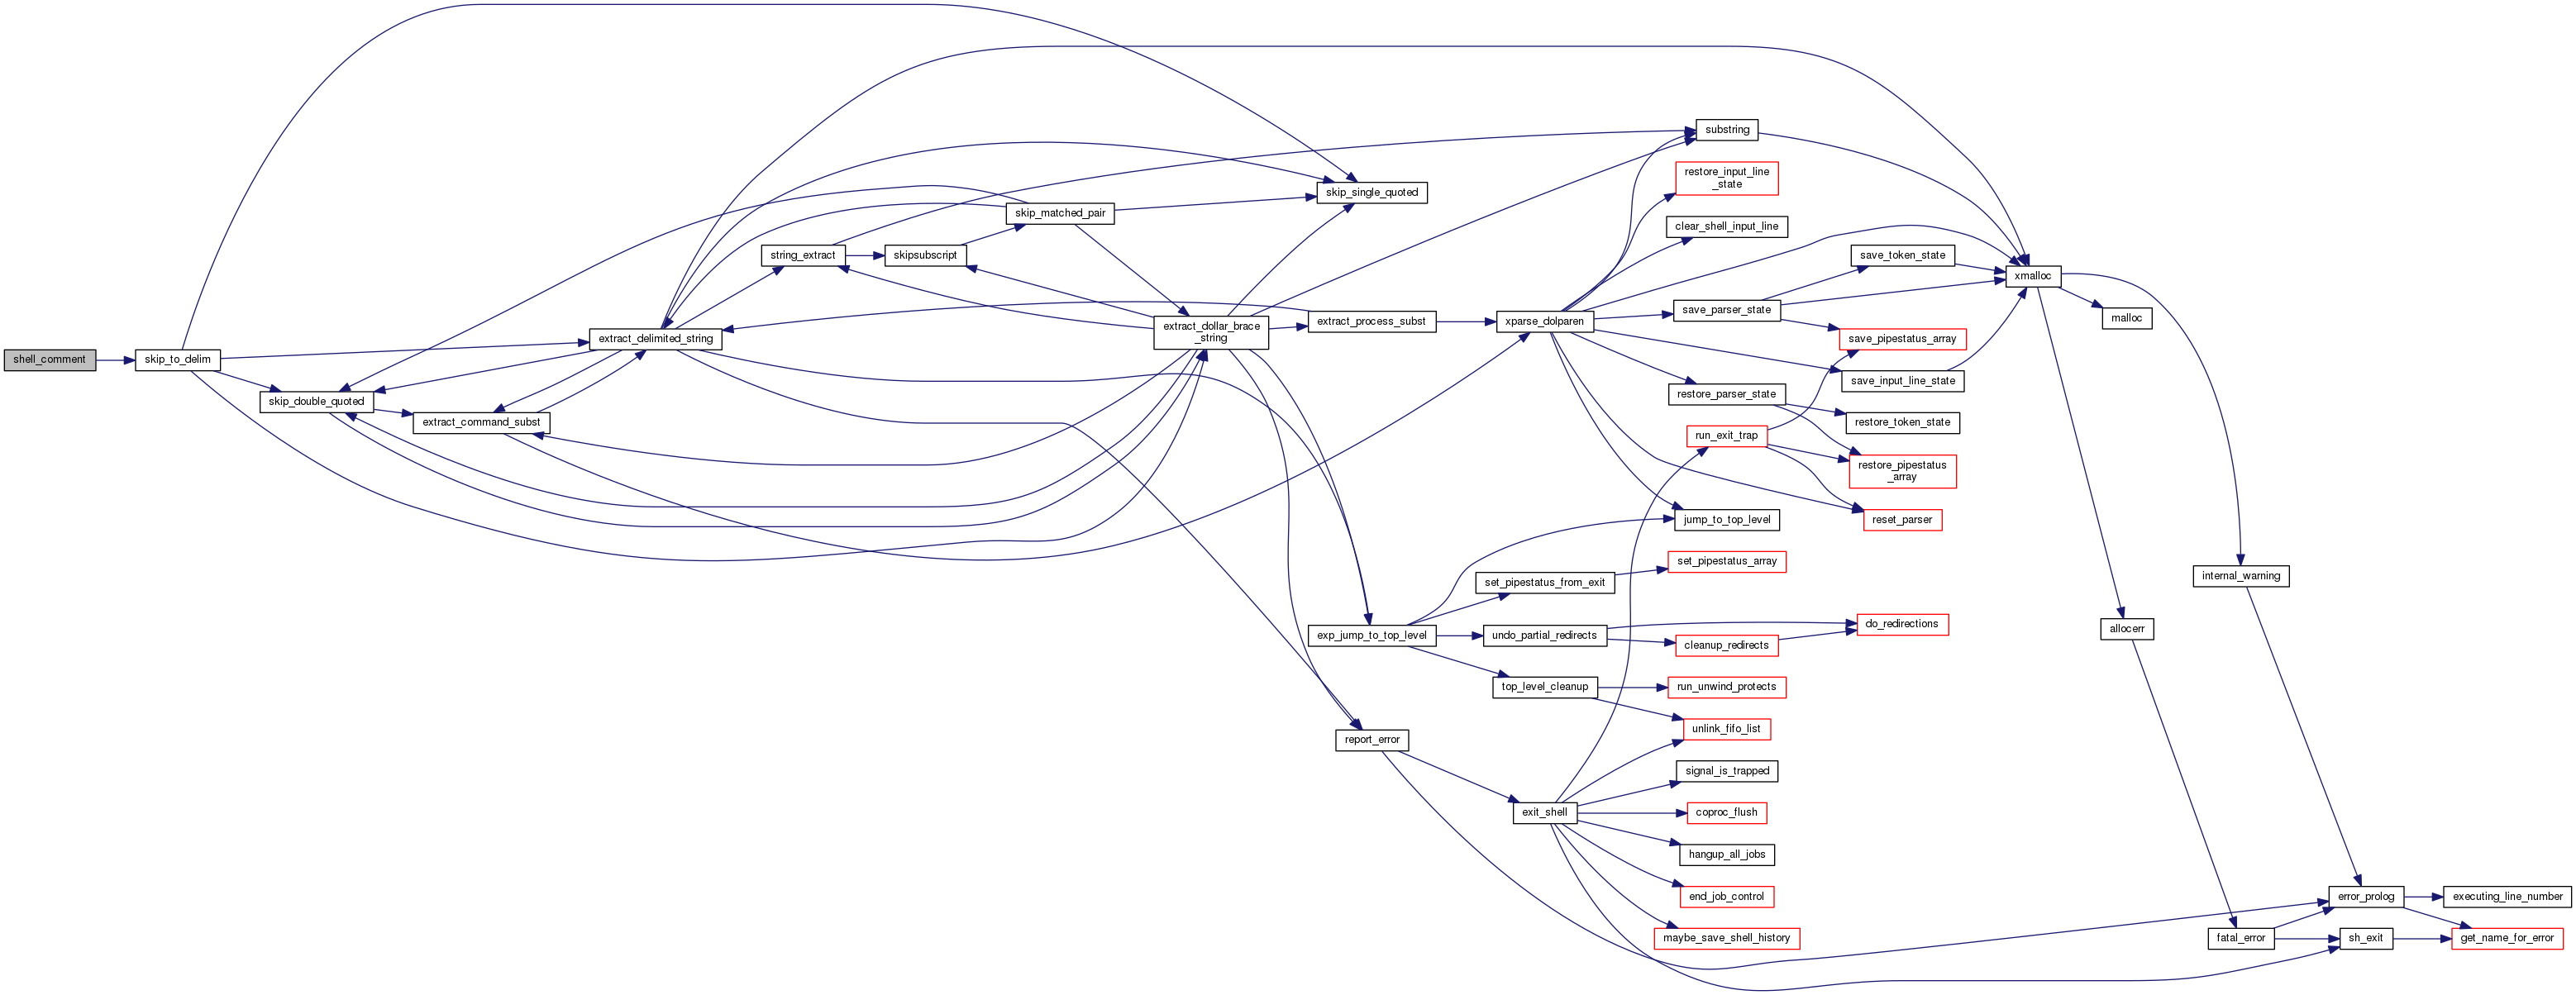 shell_comment
skip_to_delim
skip_double_quoted
extract_command_subst
extract_delimited_string
string_extract
skipsubscript
skip_matched_pair
extract_dollar_brace
_string
skip_single_quoted
extract_process_subst
exp_jump_to_top_level
report_error
xparse_dolparen
set_pipestatus_from_exit
undo_partial_redirects
top_level_cleanup
exit_shell
substring
restore_input_line
_state
clear_shell_input_line
save_parser_state
restore_parser_state
run_exit_trap
jump_to_top_level
set_pipestatus_array
cleanup_redirects
run_unwind_protects
unlink_fifo_list
signal_is_trapped
coproc_flush
hangup_all_jobs
end_job_control
maybe_save_shell_history
save_token_state
save_pipestatus_array
save_input_line_state
restore_token_state
restore_pipestatus
_array
reset_parser
do_redirections
xmalloc
malloc
allocerr
internal_warning
fatal_error
error_prolog
sh_exit
executing_line_number
get_name_for_error